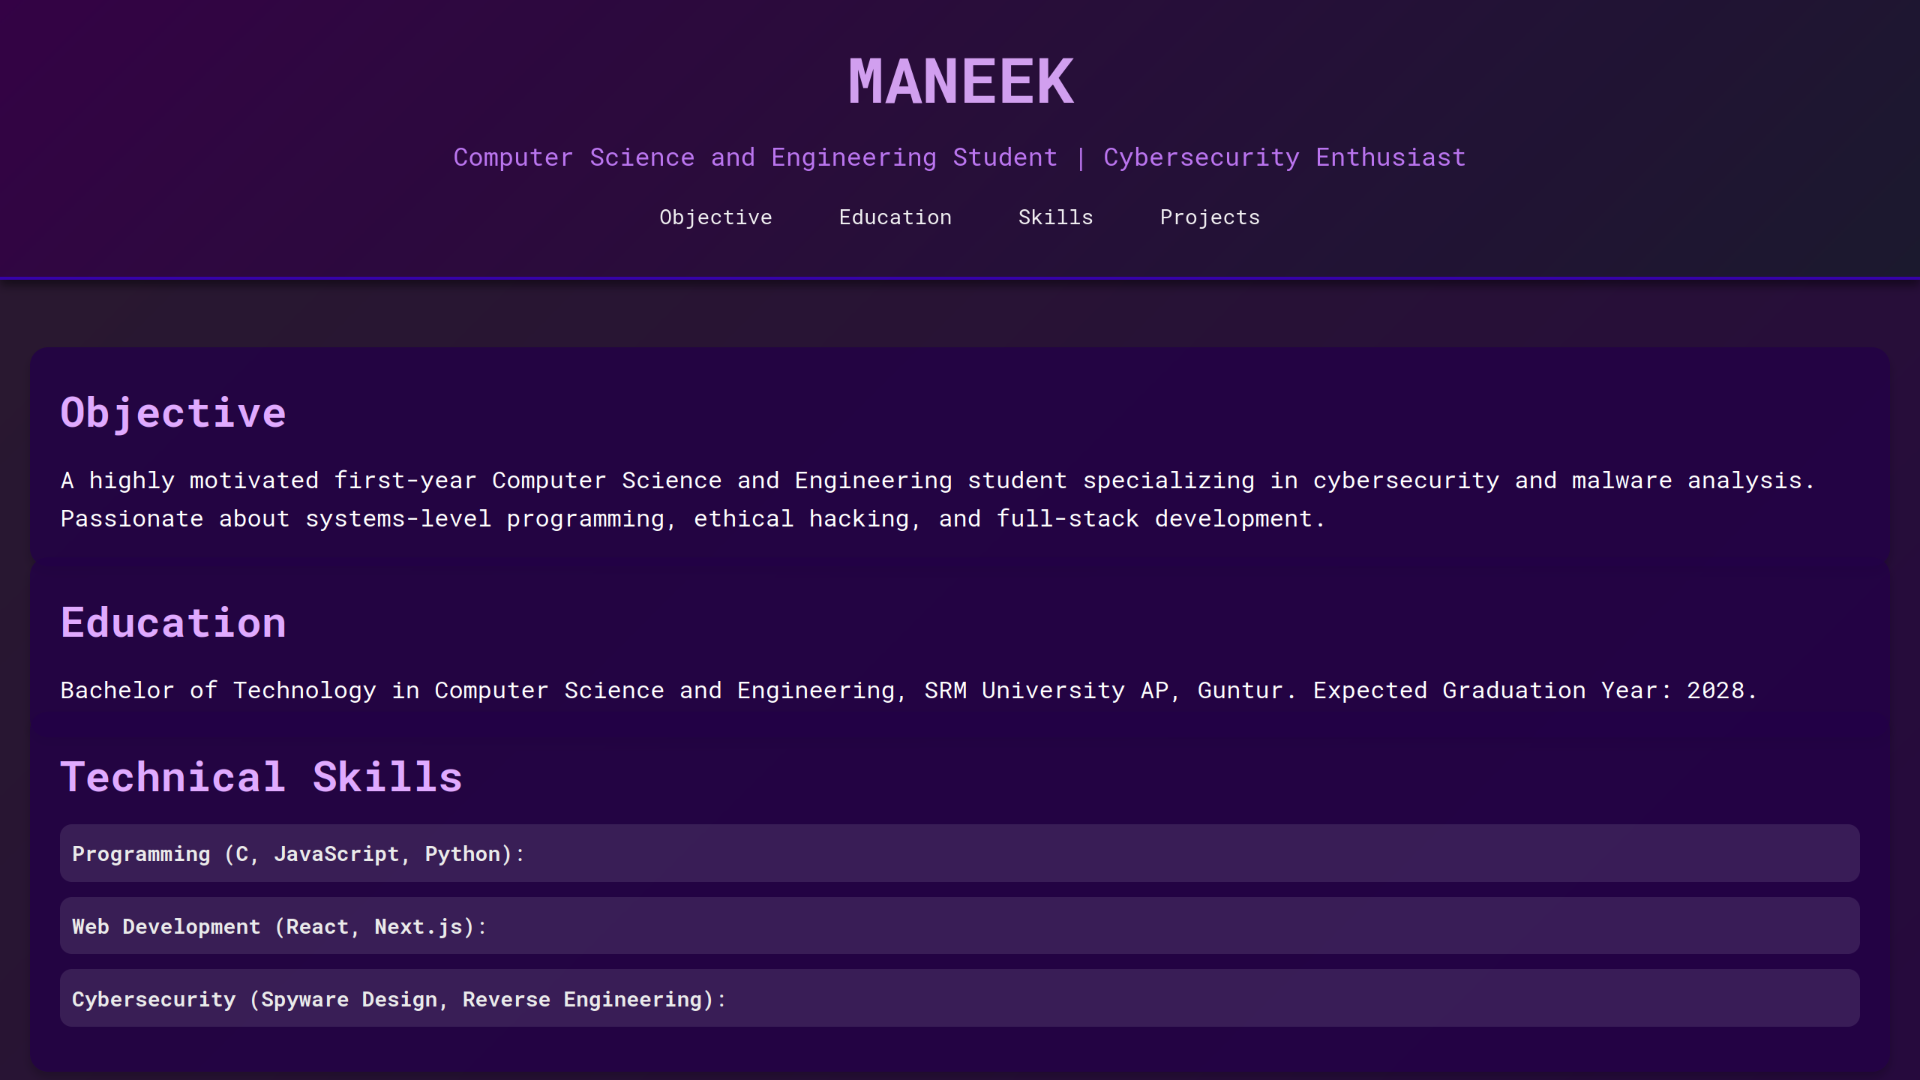 MANEEK
Computer Science and Engineering Student | Cybersecurity Enthusiast
Objective Education Skills Projects
Objective
A highly motivated first-year Computer Science and Engineering student specializing in cybersecurity and malware analysis.
Passionate about systems-level programming, ethical hacking, and full-stack development.
Education
Bachelor of Technology in Computer Science and Engineering, SRM University AP, Guntur. Expected Graduation Year: 2028.
Technical Skills
Programming (C, JavaScript, Python):
Web Development (React, Next.js):
Cybersecurity (Spyware Design, Reverse Engineering):